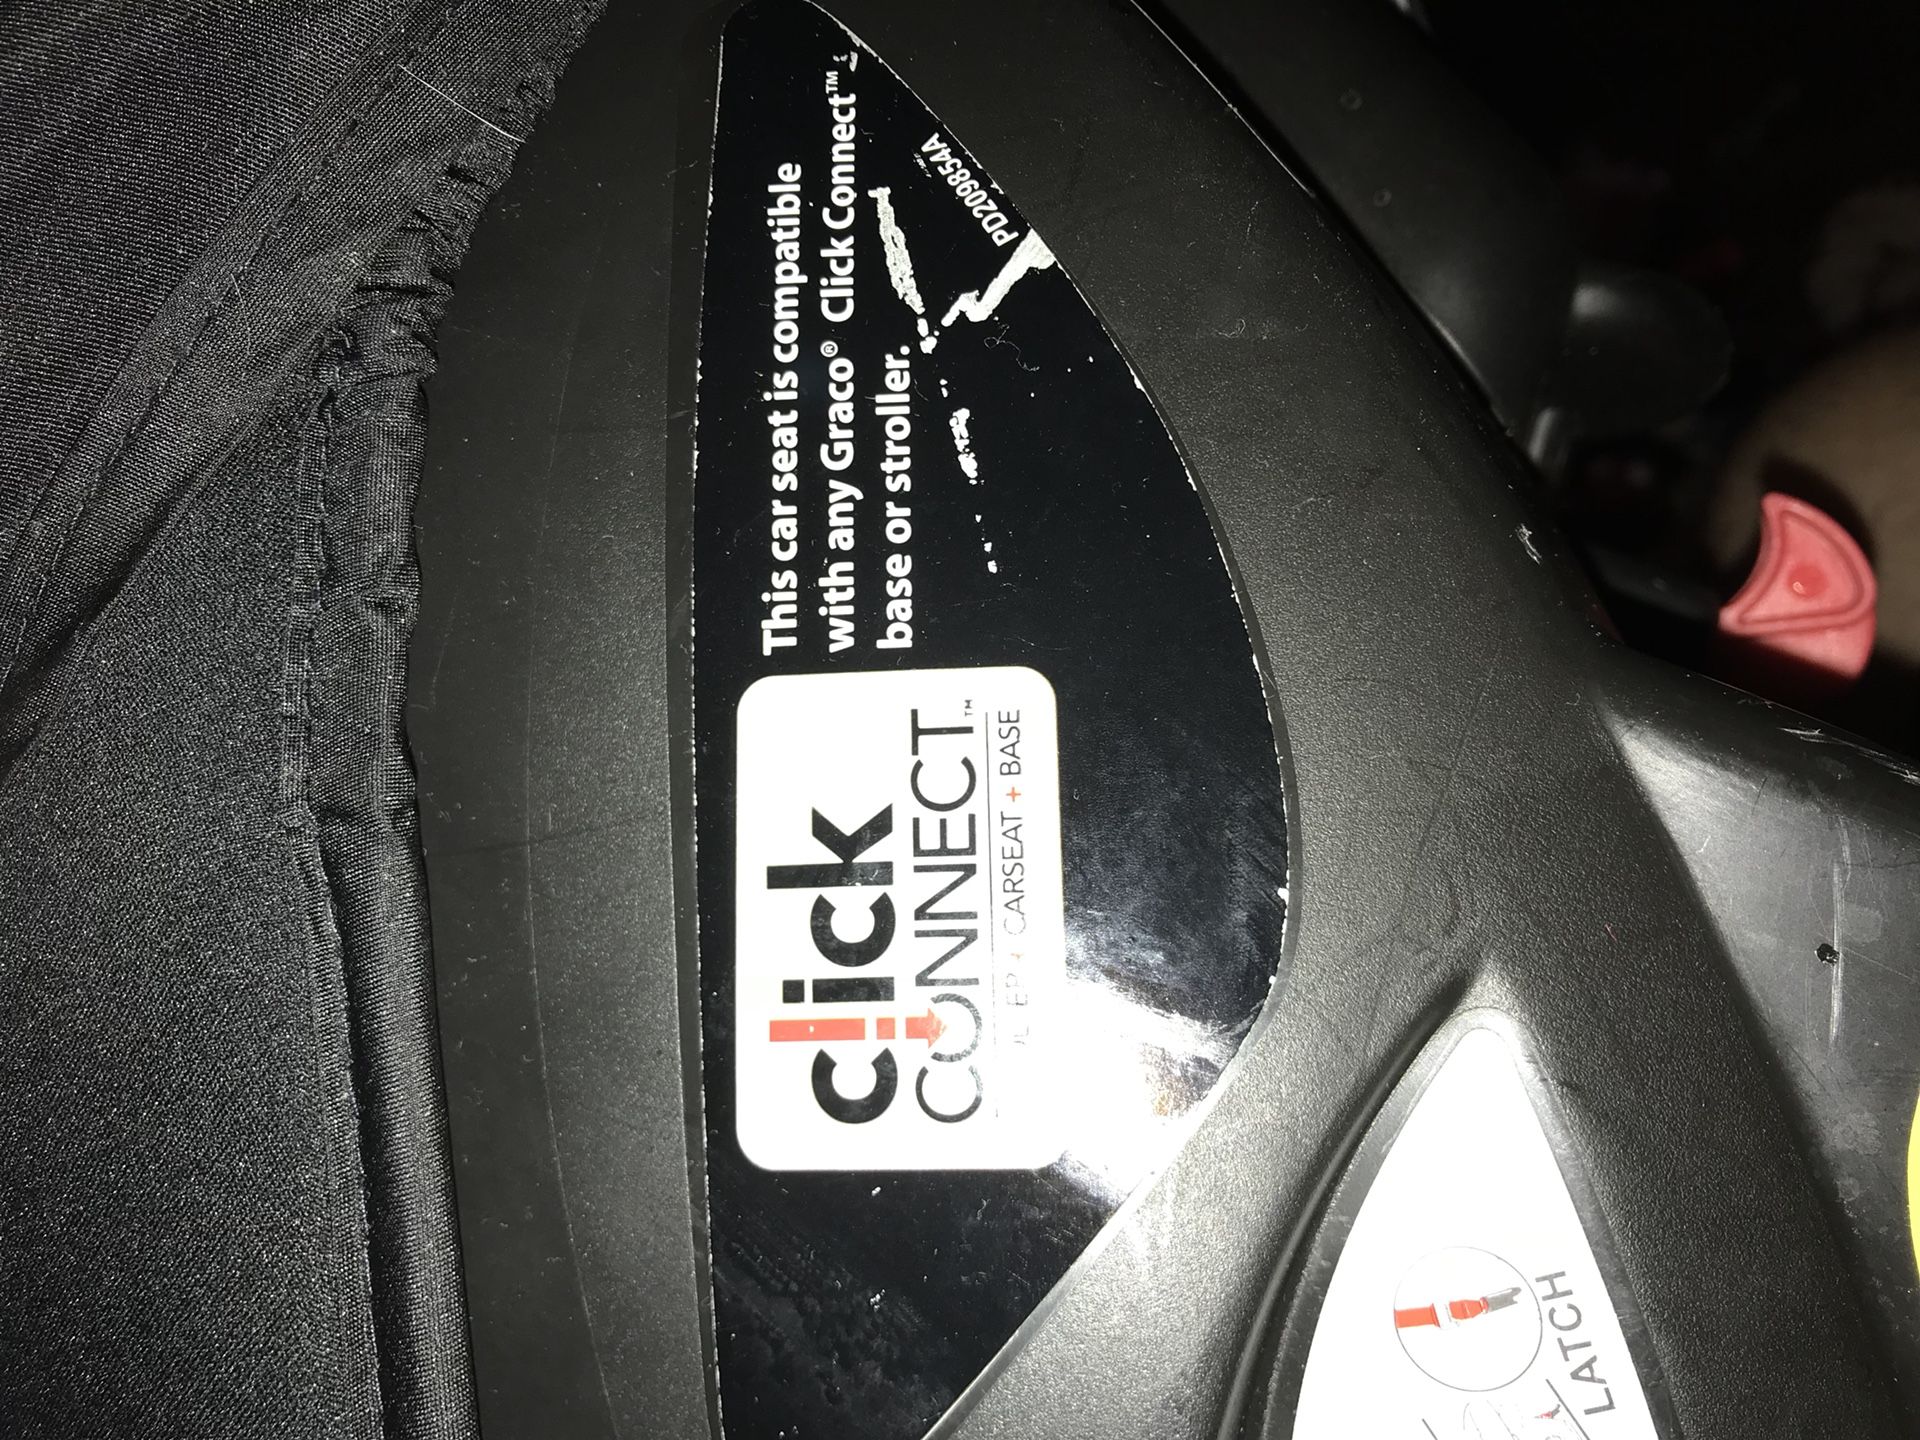 This car seat is compatible
with any Graco® Click Connect™
base or stroller.
PD209854A
click
CONNECT™
CARSEAT + BASE
LATCH